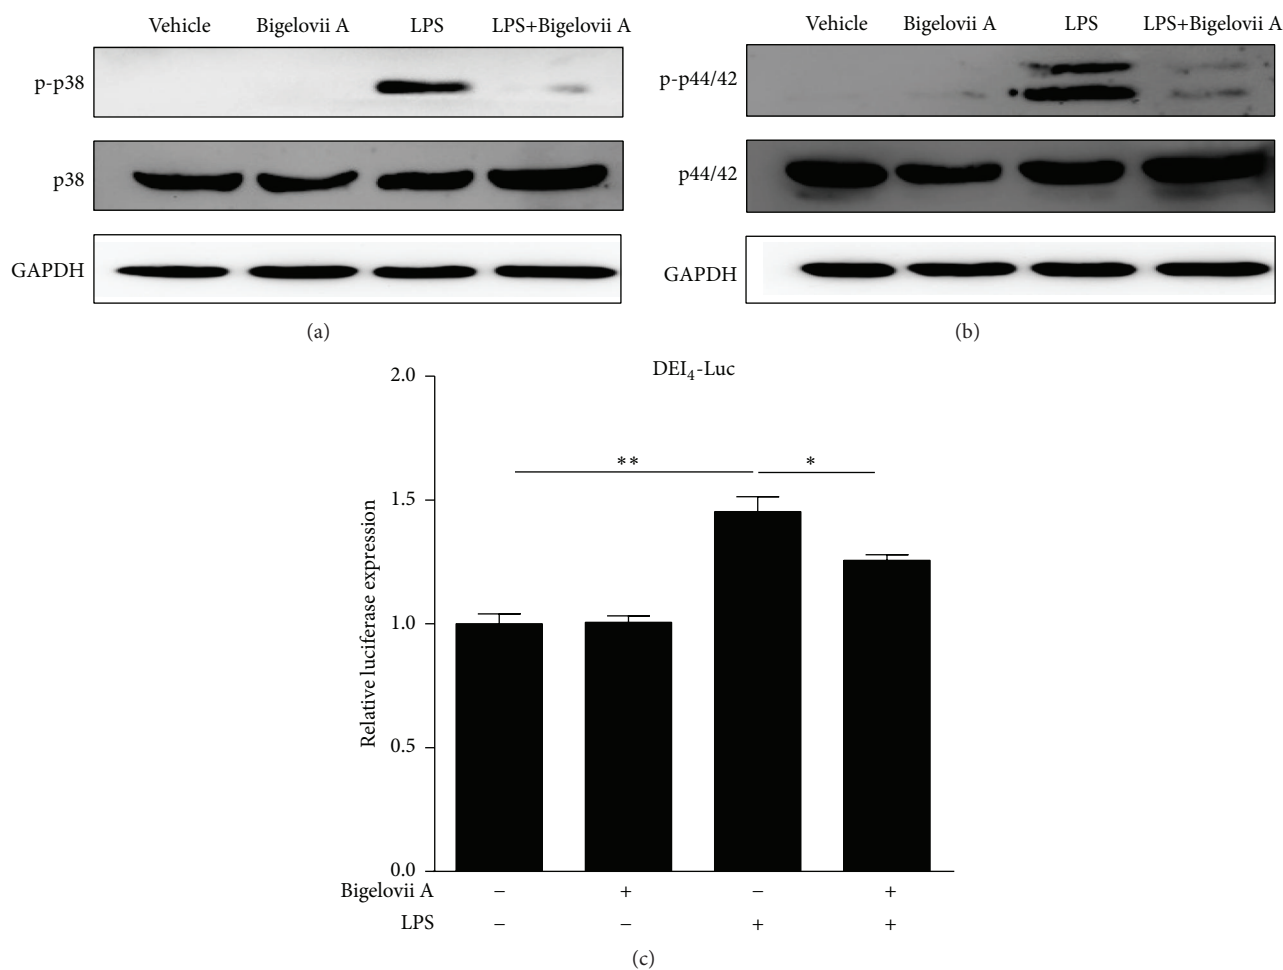 Vehicle Bigelovii A LPS LPS+Bigelovii A
p-p38
p38
GAPDH
(a)
Vehicle Bigelovii A LPS LPS+Bigelovii A
p-p44/42
p44/42
GAPDH
(b)
DEI₄-Luc
2.0
1.5
1.0
0.5
0.0
Relative luciferase expression
** *
Bigelovii A − + − +
LPS − − + +
(c)